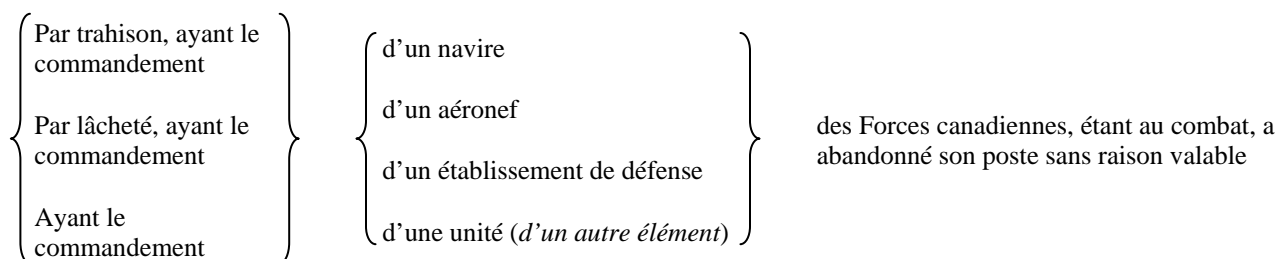 Par trahison, ayant le
commandement
Par lâcheté, ayant le
commandement
Ayant le
commandement
d’un navire
d’un aéronef
d’un établissement de défense
d’une unité (d’un autre élément)
des Forces canadiennes, étant au combat, a
abandonné son poste sans raison valable